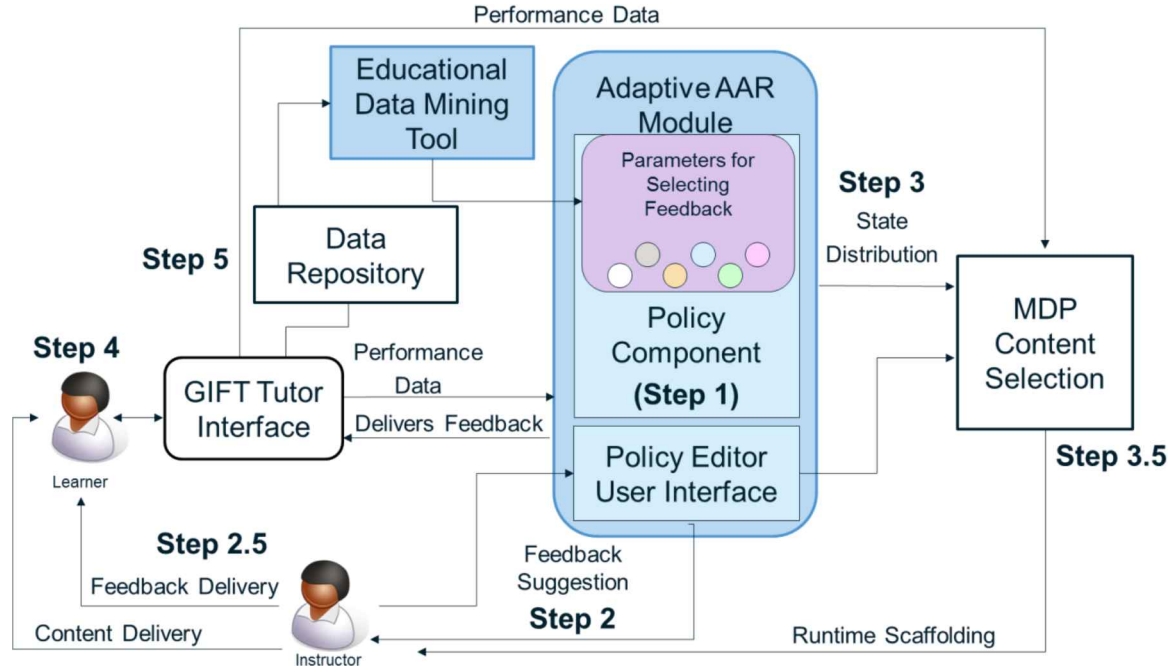 Performance Data
Educational
Data Mining
Tool
Adaptive AAR
Module
Parameters for
Selecting
Feedback
Step 3
State
Distribution
Data
Repository
Step 5
MDP
Content
Selection
Policy
Component
(Step 1)
Step 4
Performance
Data
GIFT Tutor
Interface
Delivers Feedback
Learner
Policy Editor
User Interface
Step 3.5
Step 2.5
Feedback
Suggestion
Step 2
Feedback Delivery
Content Delivery
Instructor
Runtime Scaffolding